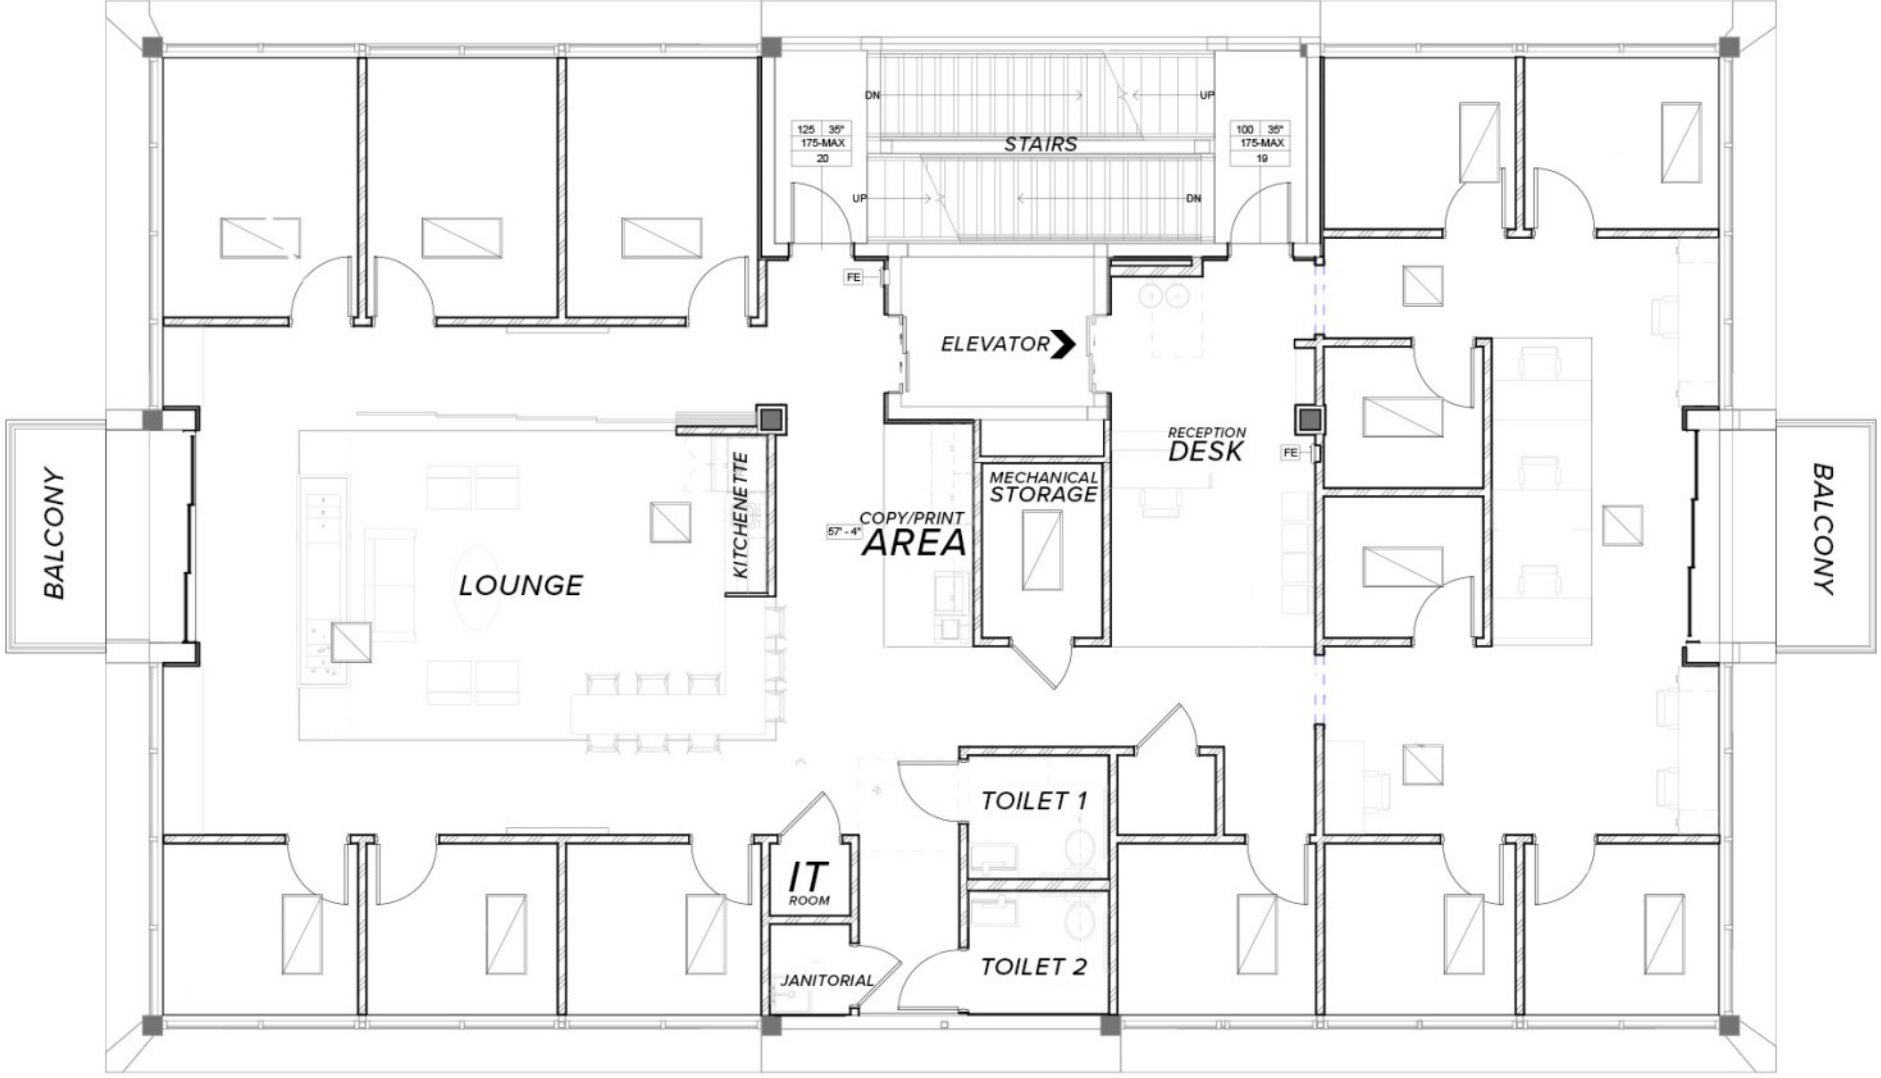 DN
UP
125 35"
175-MAX
20
STAIRS
100 35"
175-MAX
19
UP
DN
FE
ELEVATOR
RECEPTION
DESK
FE
KITCHENETTE
MECHANICAL
STORAGE
BALCONY
BALCONY
COPY/PRINT
57' - 4"
AREA
LOUNGE
TOILET 1
IT
ROOM
TOILET 2
JANITORIAL